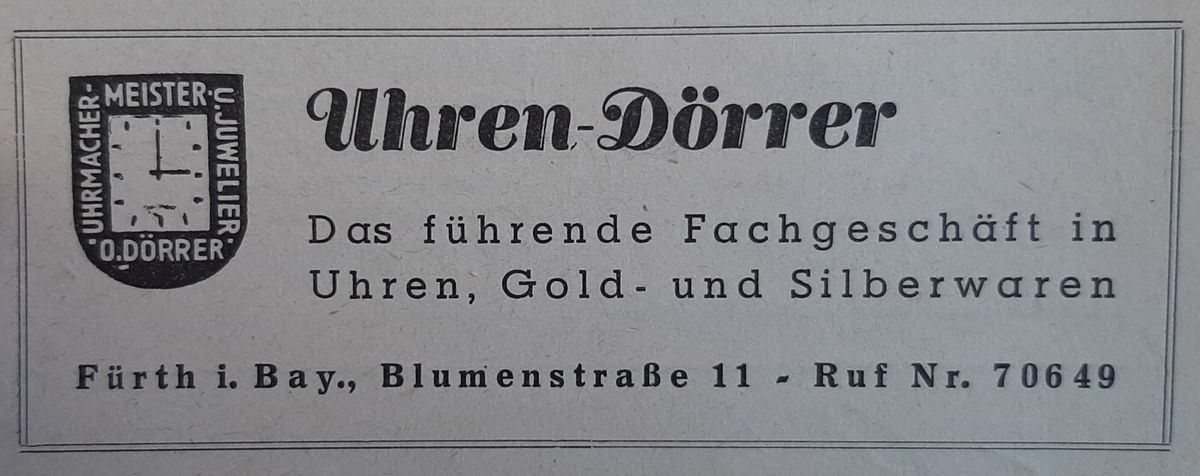 UHRMACHER-
MEISTER·
U. JUWELIER·
·O.DÖRRER
Uhren-Dörrer
Das führende Fachgeschäft in
Uhren, Gold- und Silberwaren
Fürth i. Bay., Blumenstraße 11 - Ruf Nr. 70649